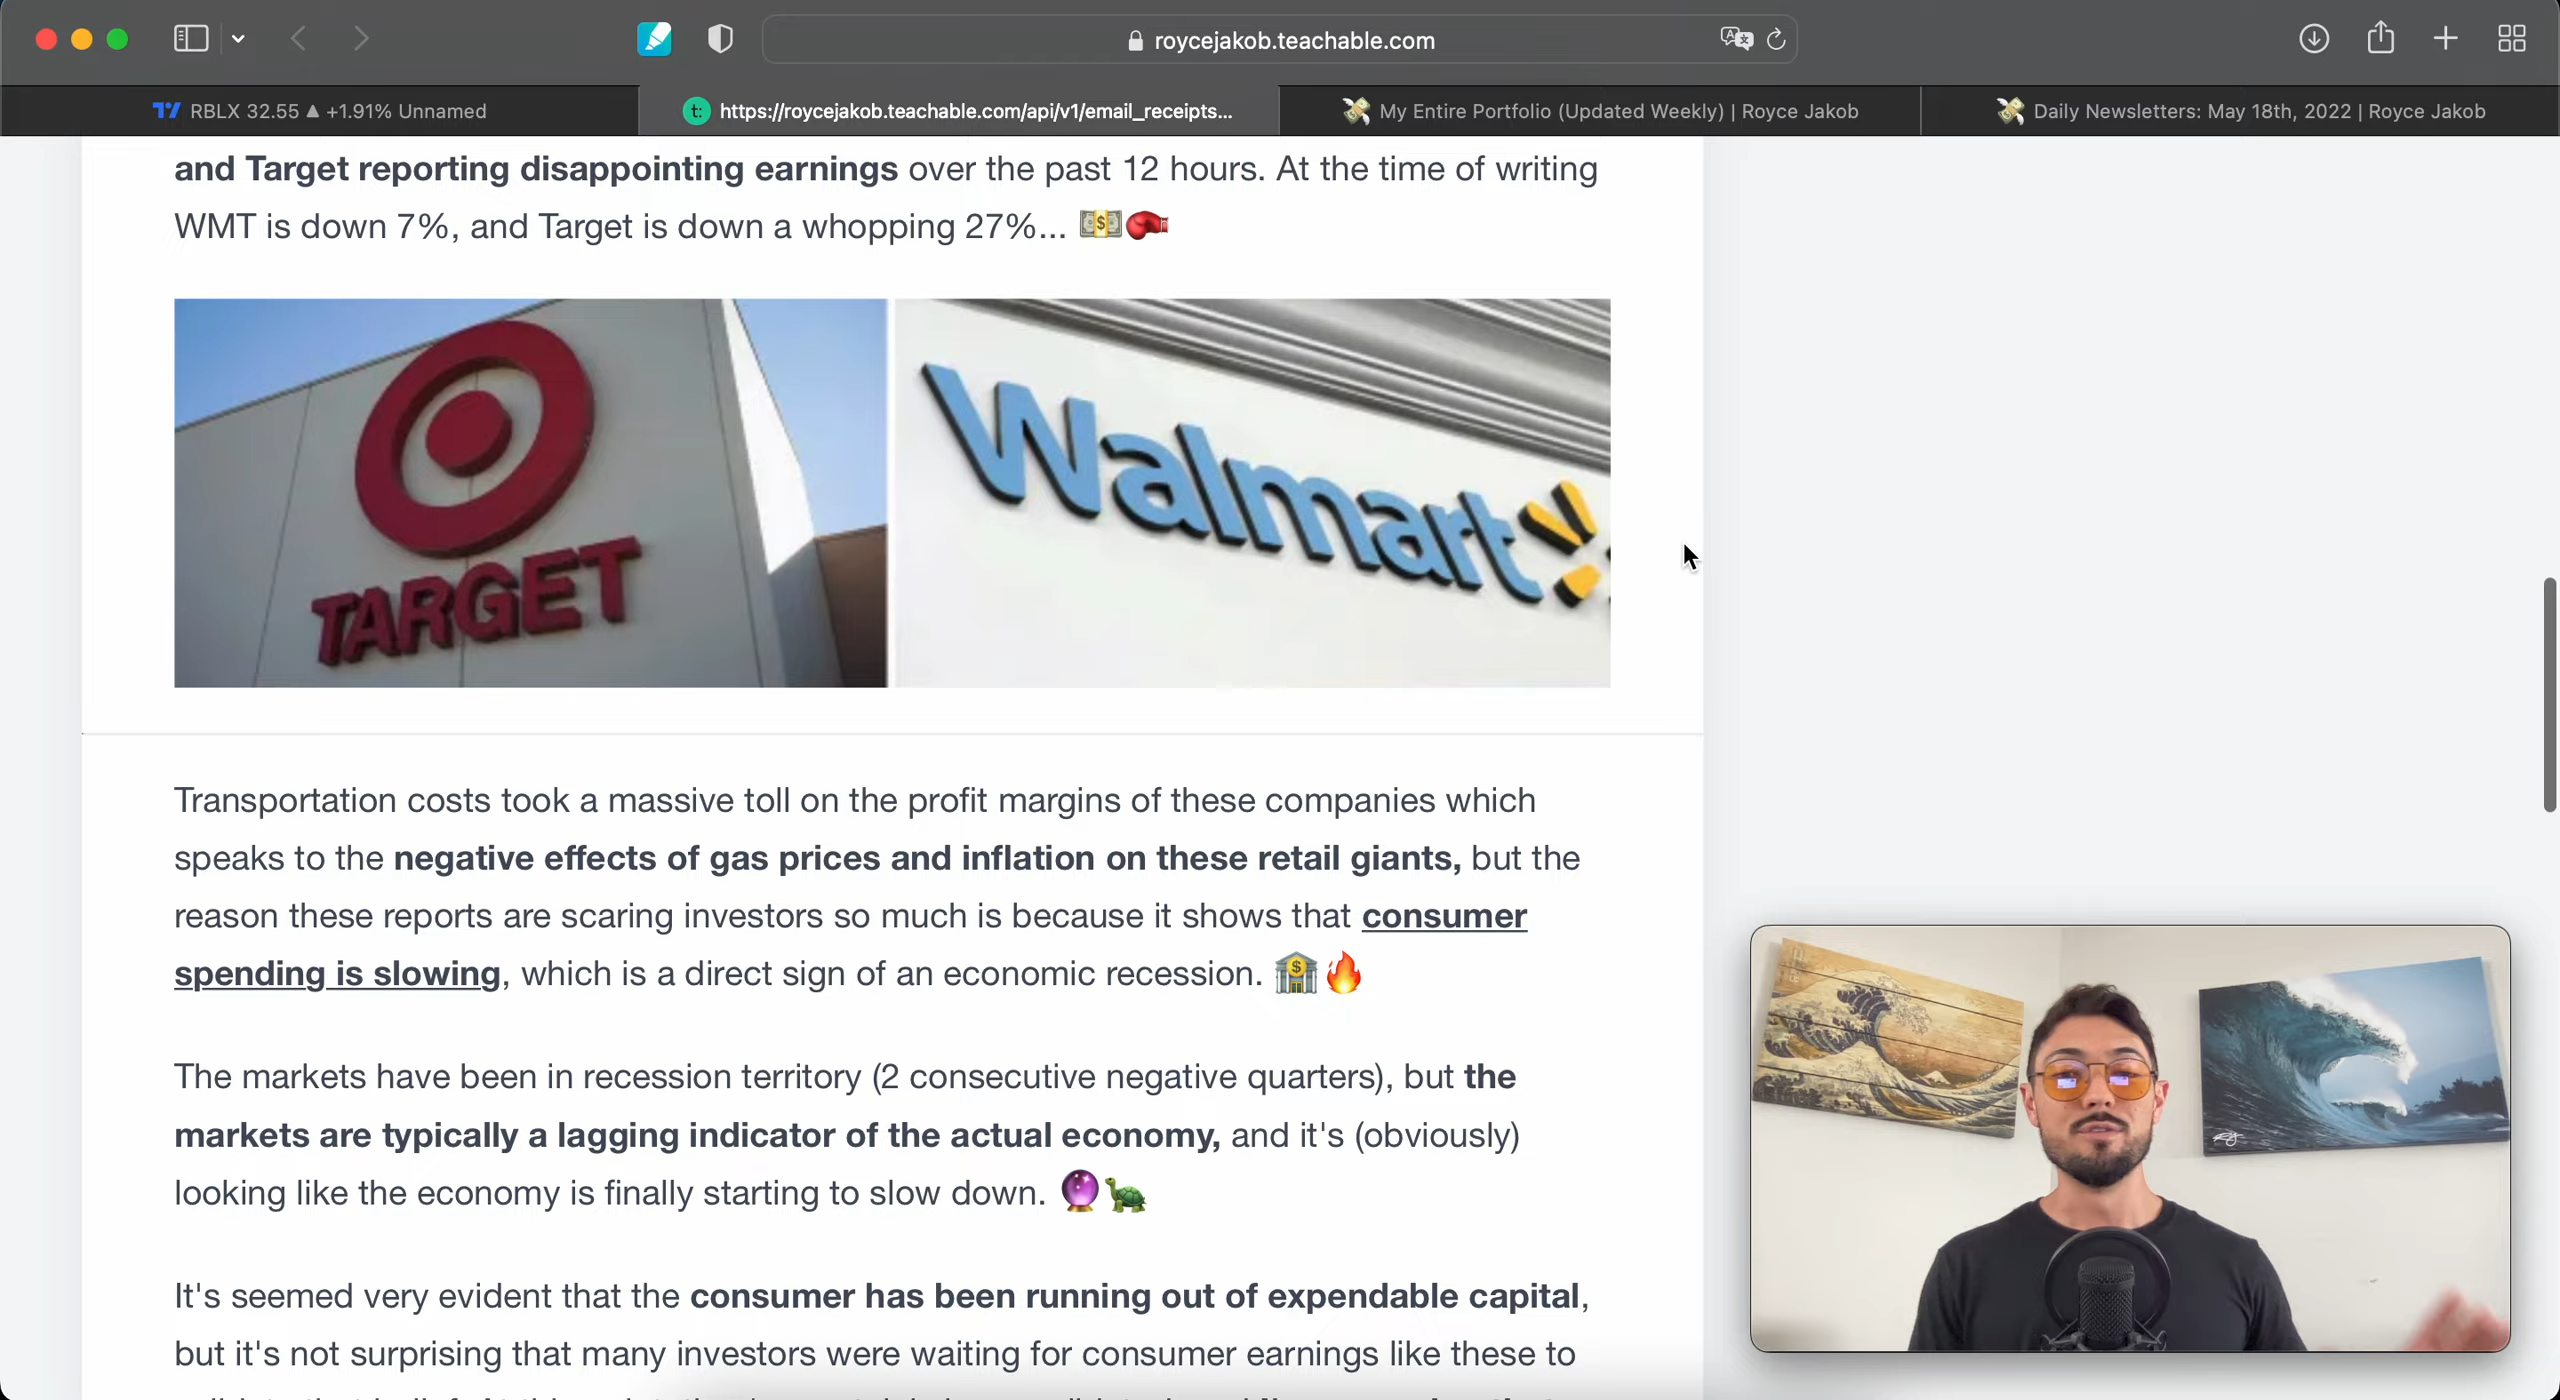 roycejakob.teachable.com
RBLX 32.55 ▲ +1.91% Unnamed
t:
https://roycejakob.teachable.com/api/v1/email_receipts...
My Entire Portfolio (Updated Weekly) | Royce Jakob
Daily Newsletters: May 18th, 2022 | Royce Jakob
and Target reporting disappointing earnings over the past 12 hours. At the time of writing
WMT is down 7%, and Target is down a whopping 27%... 💵🥊
TARGET
Walmart
Transportation costs took a massive toll on the profit margins of these companies which
speaks to the negative effects of gas prices and inflation on these retail giants, but the
reason these reports are scaring investors so much is because it shows that consumer
spending is slowing, which is a direct sign of an economic recession. 🏦🔥
The markets have been in recession territory (2 consecutive negative quarters), but the
markets are typically a lagging indicator of the actual economy, and it's (obviously)
looking like the economy is finally starting to slow down. 🔮🐢
It's seemed very evident that the consumer has been running out of expendable capital,
but it's not surprising that many investors were waiting for consumer earnings like these to